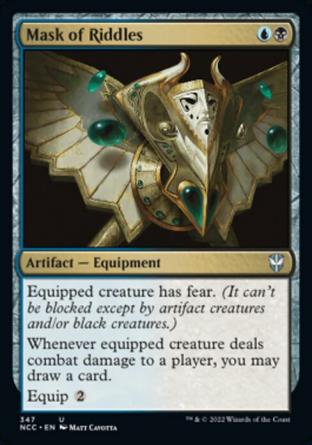 Mask of Riddles
Artifact — Equipment
Equipped creature has fear. (It can't
be blocked except by artifact creatures
and/or black creatures.)
Whenever equipped creature deals
combat damage to a player, you may
draw a card.
Equip 2
347 U
NCC • EN Matt Cavotta
™ & © 2022 Wizards of the Coast